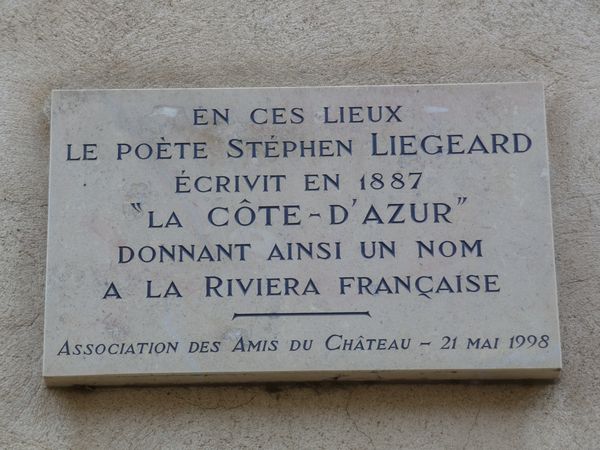 EN CES LIEUX
LE POÈTE STÉPHEN LIEGEARD
ÉCRIVIT EN 1887
"LA CÔTE-D'AZUR"
DONNANT AINSI UN NOM
A LA RIVIERA FRANÇAISE
ASSOCIATION DES AMIS DU CHÂTEAU - 21 MAI 1998